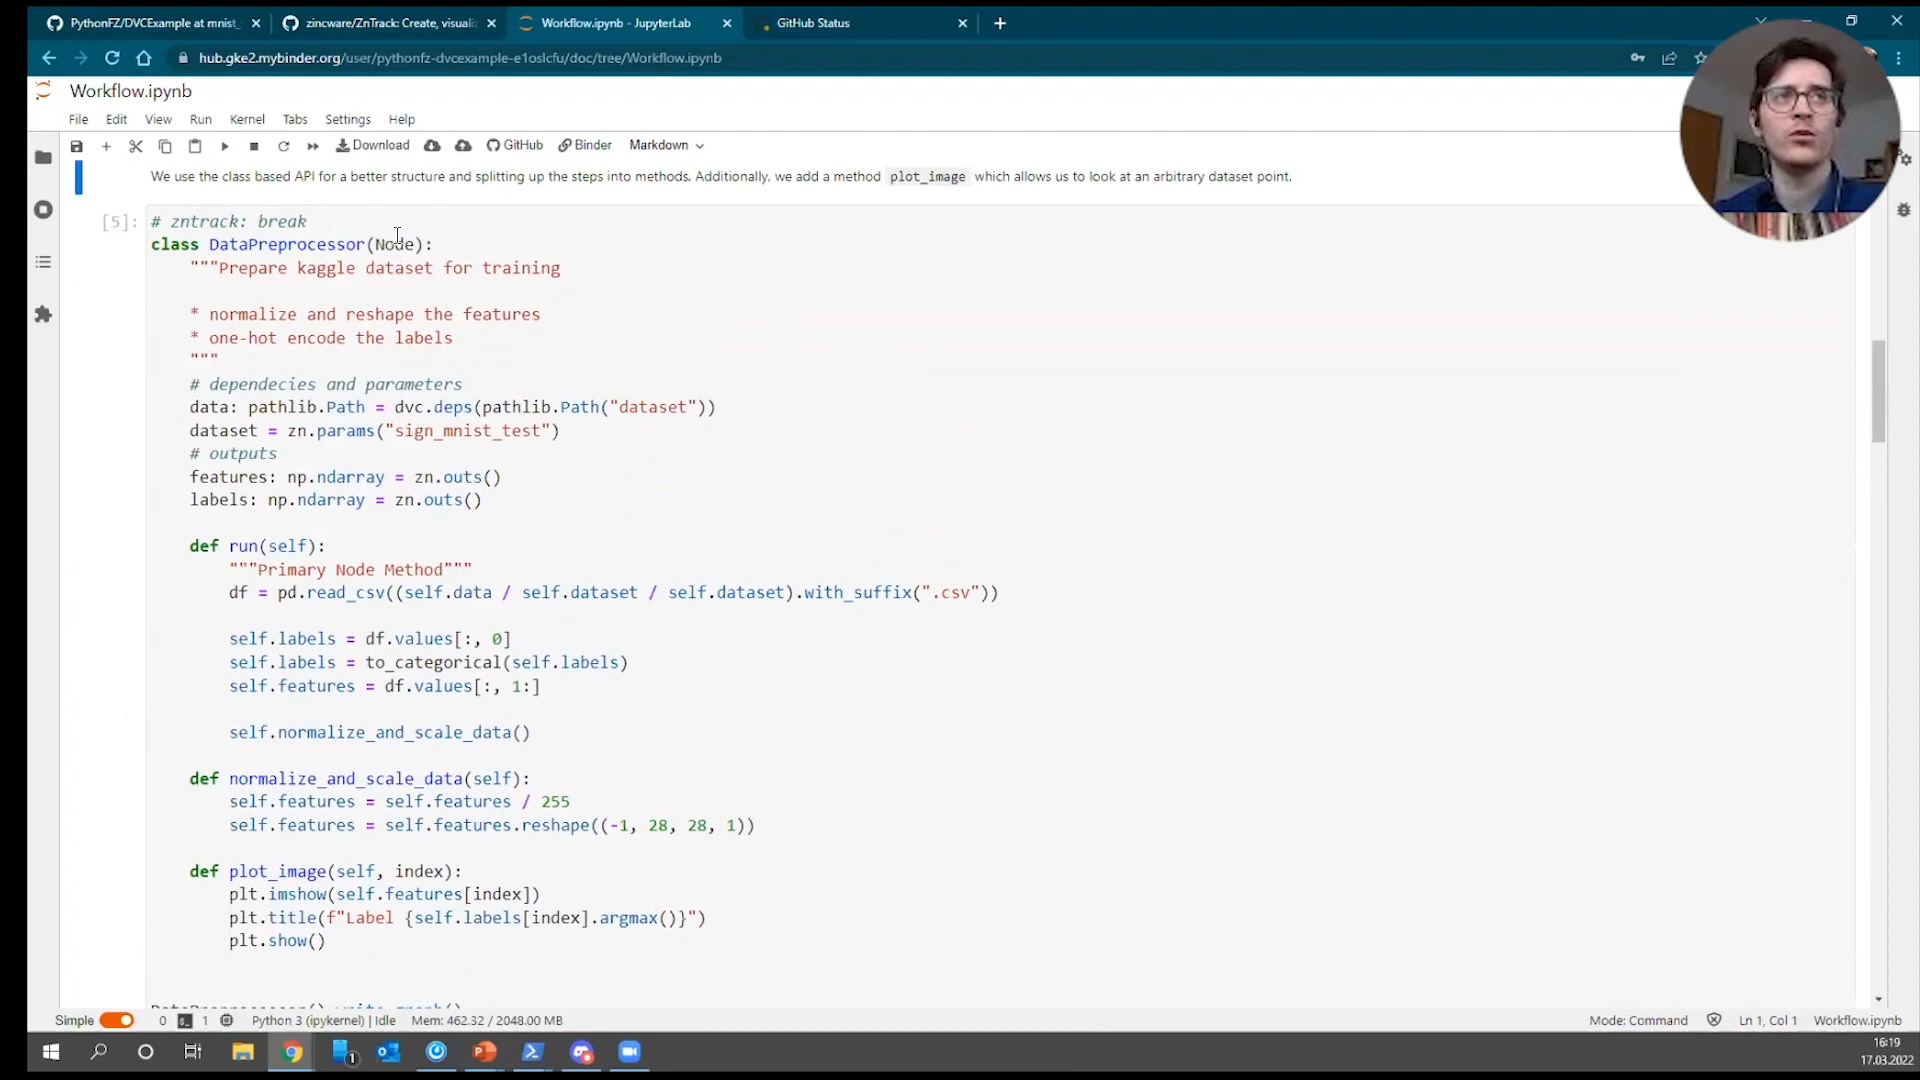 PythonFZ/DVCExample at mnist_
zincware/ZnTrack: Create, visuali
Workflow.ipynb - JupyterLab
GitHub Status
hub.gke2.mybinder.org/user/pythonfz-dvcexample-e1oslcfu/doc/tree/Workflow.ipynb
Workflow.ipynb
File Edit View Run Kernel Tabs Settings Help
Download GitHub Binder Markdown
We use the class based API for a better structure and splitting up the steps into methods. Additionally, we add a method plot_image which allows us to look at an arbitrary dataset point.
[5]: # zntrack: break
class DataPreprocessor(Node):
"""Prepare kaggle dataset for training
* normalize and reshape the features
* one-hot encode the labels
"""
# dependecies and parameters
data: pathlib.Path = dvc.deps(pathlib.Path("dataset"))
dataset = zn.params("sign_mnist_test")
# outputs
features: np.ndarray = zn.outs()
labels: np.ndarray = zn.outs()
def run(self):
"""Primary Node Method"""
df = pd.read_csv((self.data / self.dataset / self.dataset).with_suffix(".csv"))
self.labels = df.values[:, 0]
self.labels = to_categorical(self.labels)
self.features = df.values[:, 1:]
self.normalize_and_scale_data()
def normalize_and_scale_data(self):
self.features = self.features / 255
self.features = self.features.reshape((-1, 28, 28, 1))
def plot_image(self, index):
plt.imshow(self.features[index])
plt.title(f"Label {self.labels[index].argmax()}")
plt.show()
Simple 0 1 Python 3 (ipykernel) | Idle Mem: 462.32 / 2048.00 MB Mode: Command Ln 1, Col 1 Workflow.ipynb
1
16:19
17.03.2022